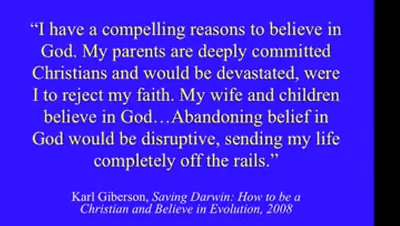 “I have a compelling reasons to believe in
God. My parents are deeply committed
Christians and would be devastated, were
I to reject my faith. My wife and children
believe in God…Abandoning belief in
God would be disruptive, sending my life
completely off the rails.”
Karl Giberson, Saving Darwin: How to be a
Christian and Believe in Evolution, 2008